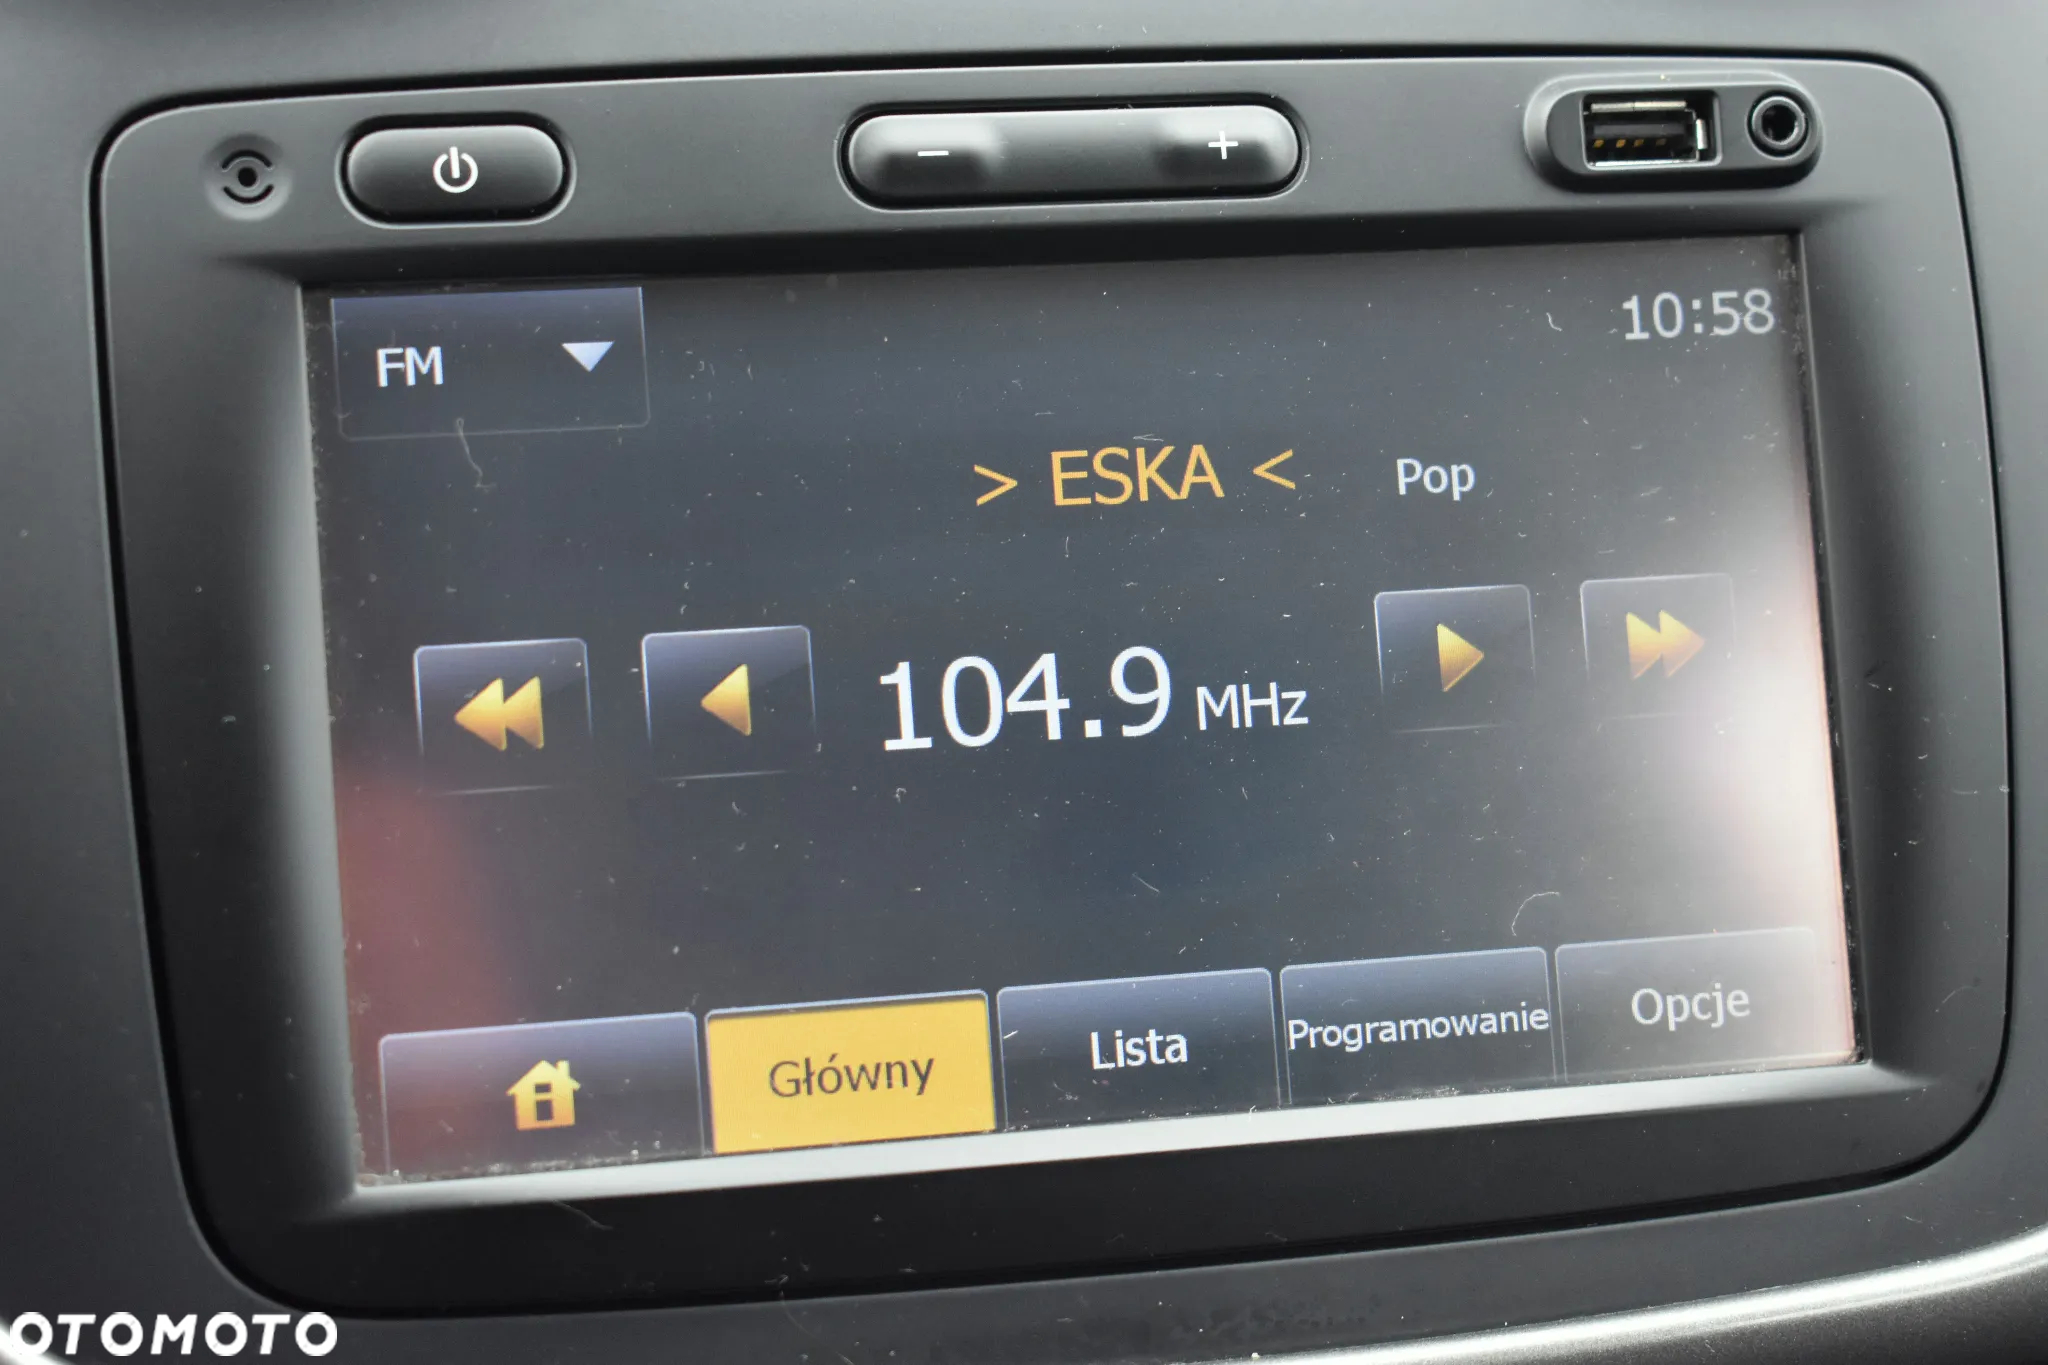 FM
10:58
> ESKA < Pop
104.9 MHz
Główny
Lista
Programowanie
Opcje
OTOMOTO